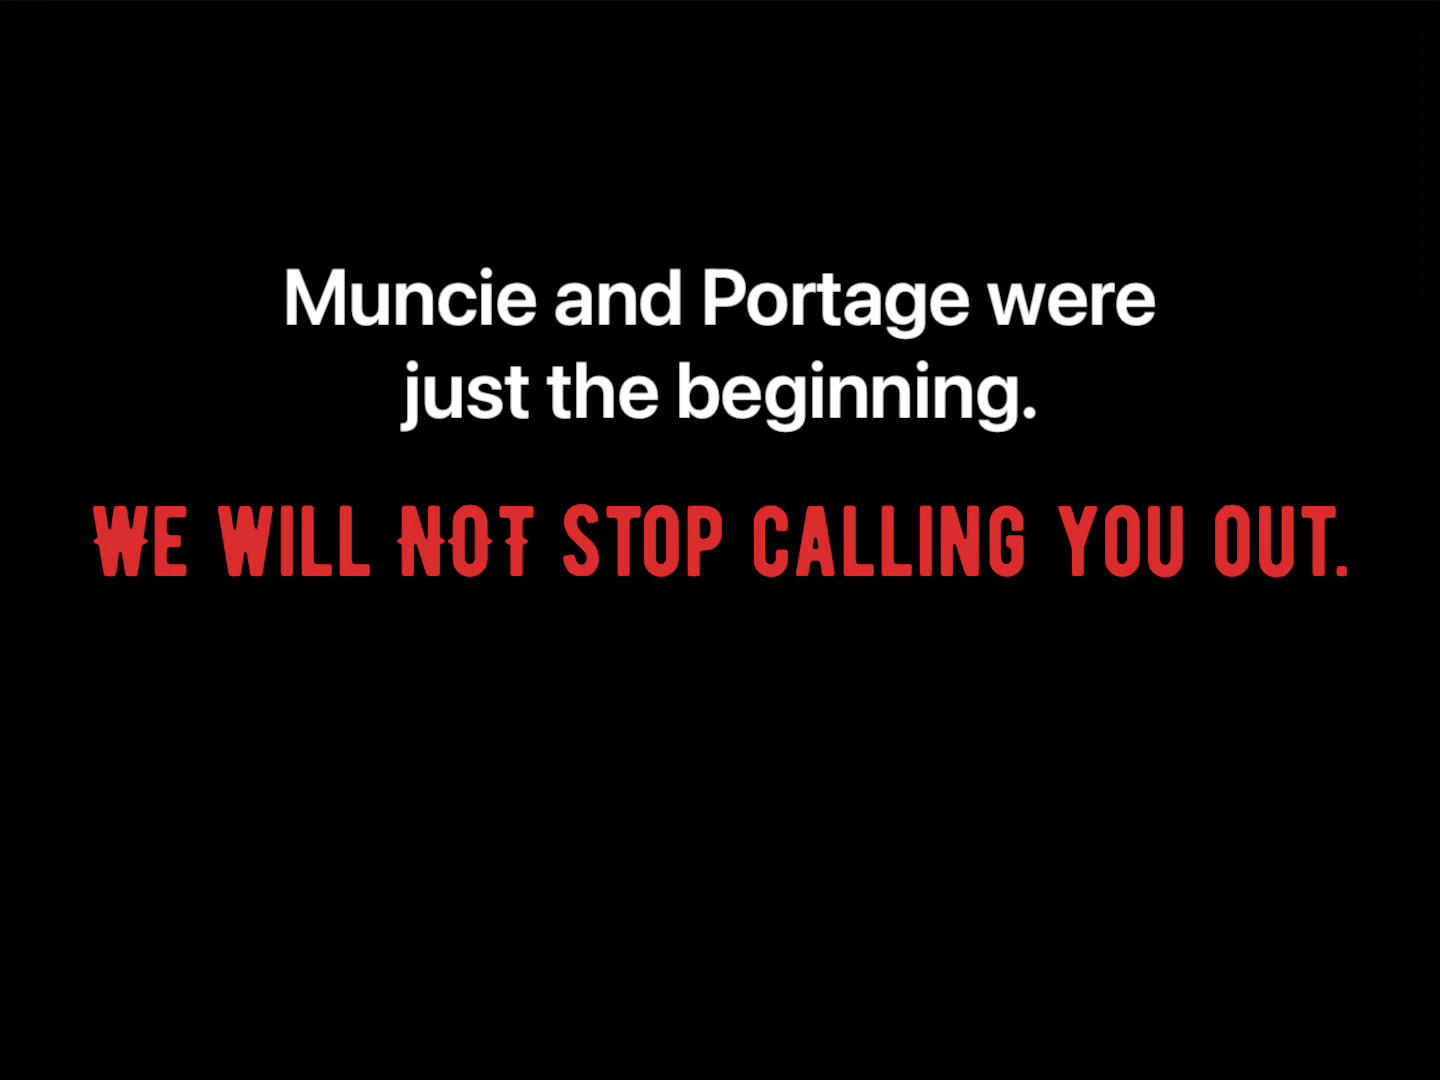 Muncie and Portage were
just the beginning.
WE WILL NOT STOP CALLING YOU OUT.